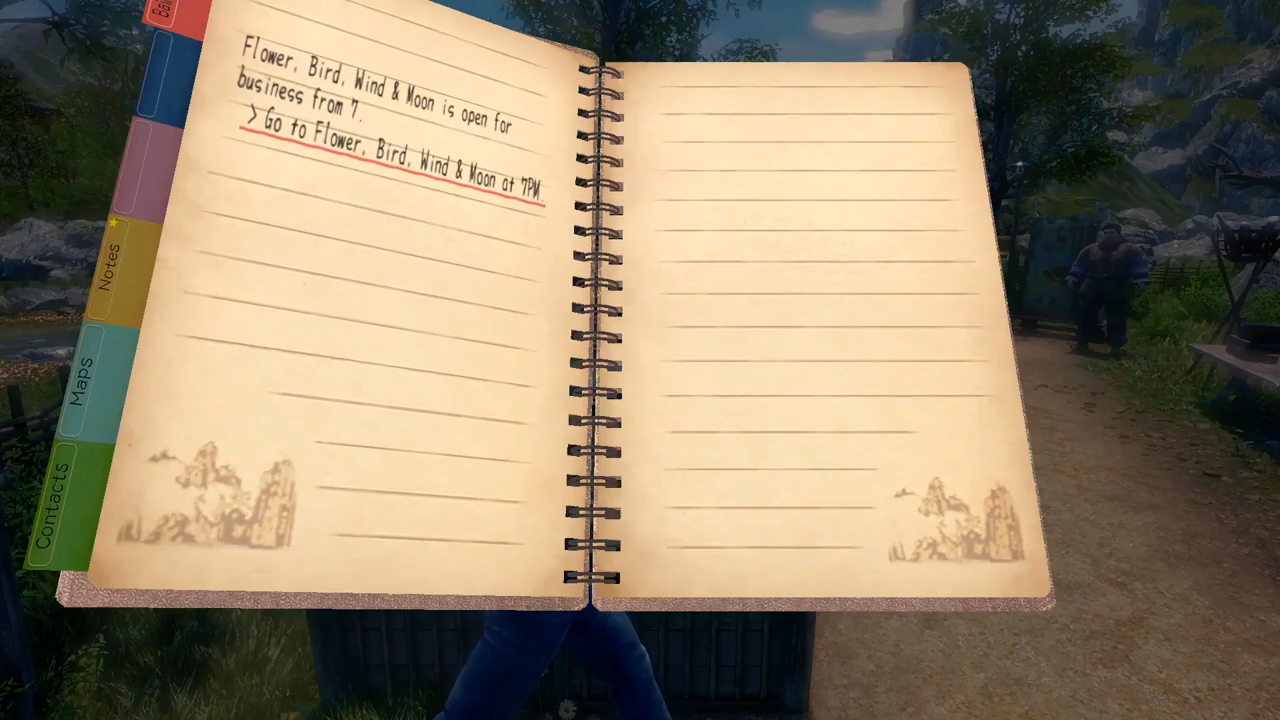 Flower, Bird, Wind & Moon is open for
business from 7.
> Go to Flower, Bird, Wind & Moon at 7PM.
Notes
Maps
Contacts